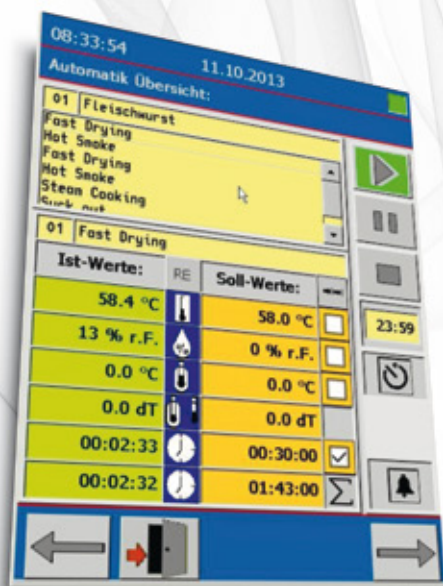 08:33:54 11.10.2013
Automatik Übersicht:
01 Fleischwurst
Fast Drying
Hot Smoke
Fast Drying
Hot Smoke
Steam Cooking
Suck out
01 Fast Drying
Ist-Werte: RE Soll-Werte:
58.4 °C 58.0 °C
13 % r.F. 0 % r.F.
23:59
0.0 °C 0.0 °C
0.0 dT 0.0 dT
00:02:33 00:30:00
00:02:32 01:43:00 Σ